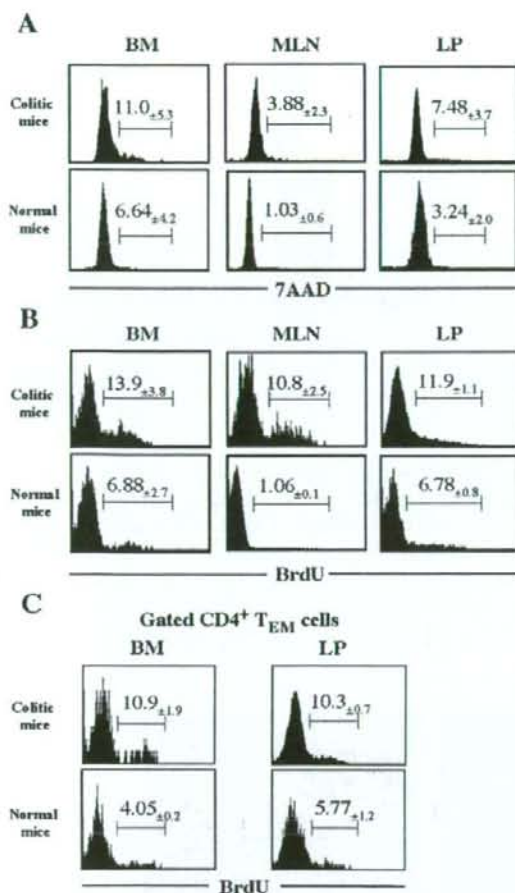 A
BM MLN LP
Colitic mice
11.0±5.3 3.88±2.3 7.48±3.7
Normal mice
6.64±4.2 1.03±0.6 3.24±2.0
7AAD
B
BM MLN LP
Colitic mice
13.9±3.8 10.8±2.5 11.9±1.1
Normal mice
6.88±2.7 1.06±0.1 6.78±0.8
BrdU
C
Gated CD4+ TEM cells
BM LP
Colitic mice
10.9±1.9 10.3±0.7
Normal mice
4.05±0.2 5.77±1.2
BrdU